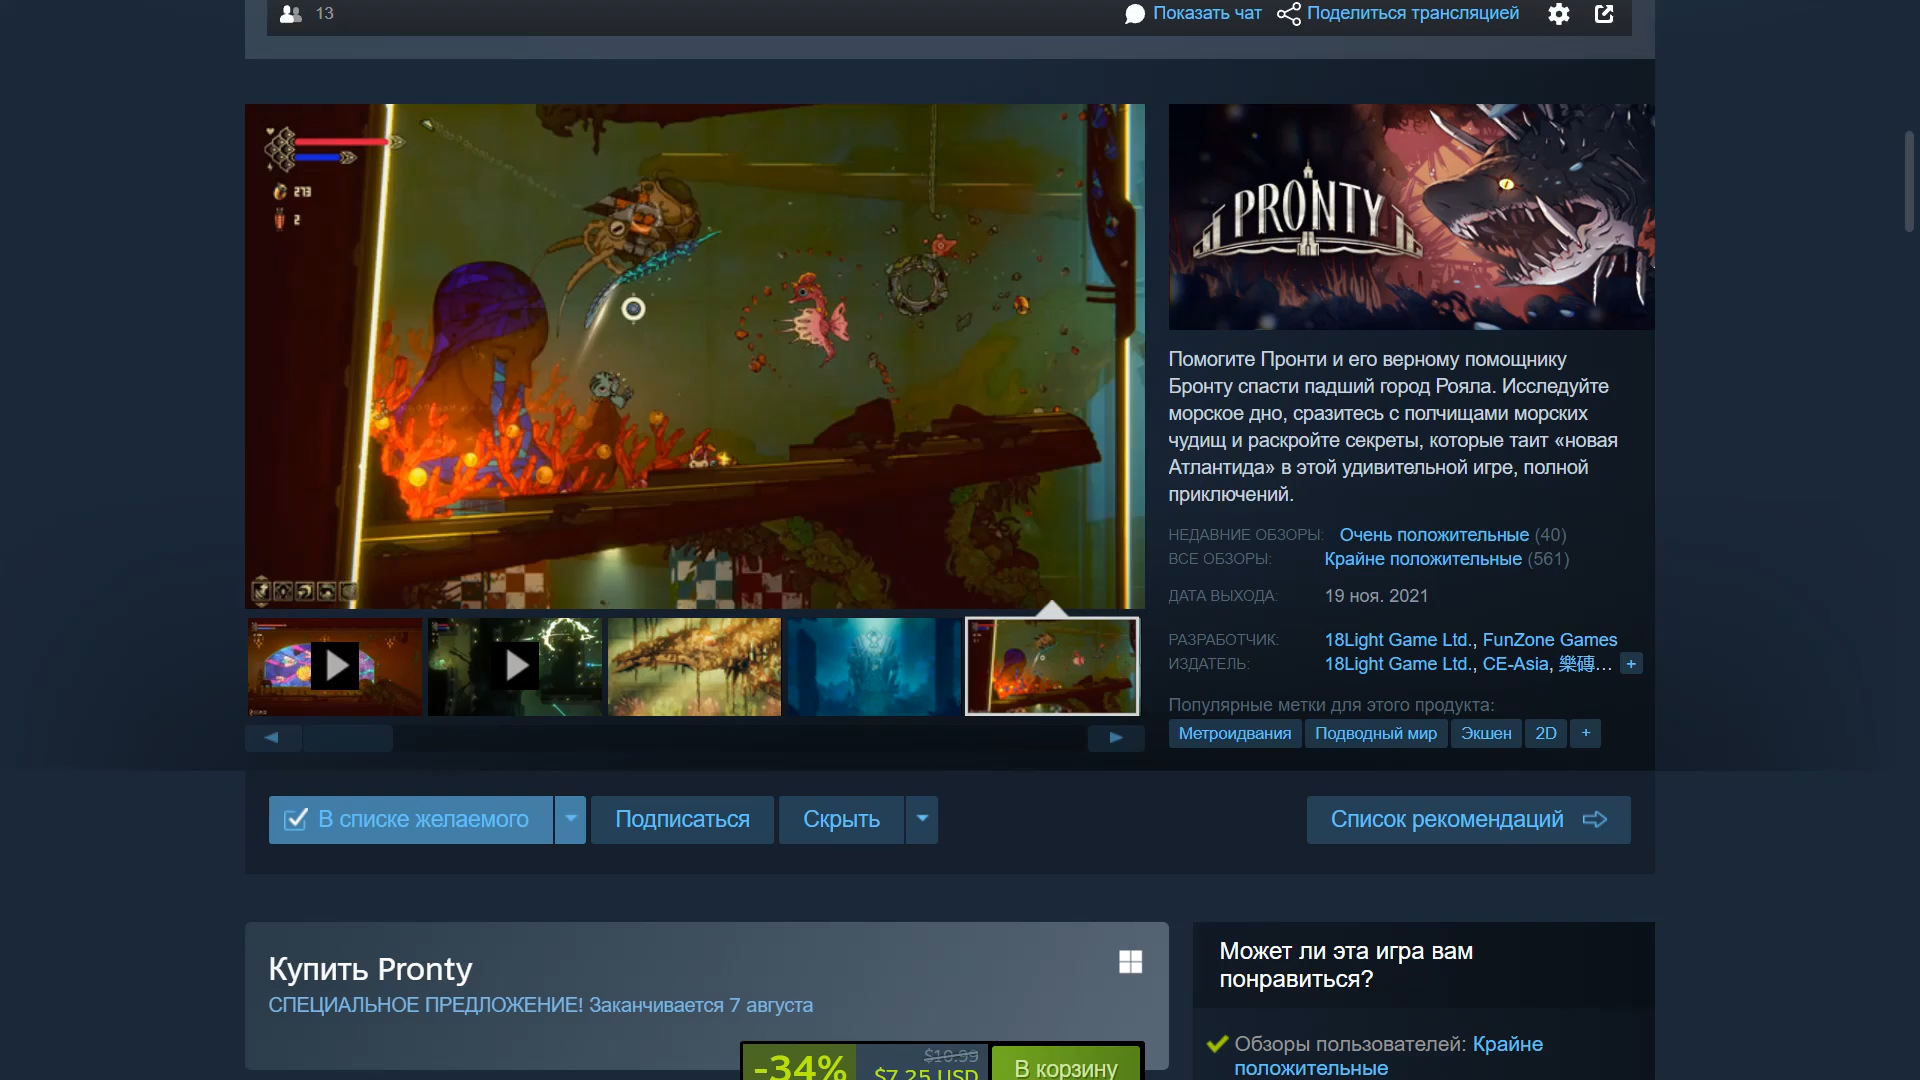 13
Показать чат
Поделиться трансляцией
273
2
PRONTY
Помогите Пронти и его верному помощнику
Бронту спасти падший город Рояла. Исследуйте
морское дно, сразитесь с полчищами морских
чудищ и раскройте секреты, которые таит «новая
Атлантида» в этой удивительной игре, полной
приключений.
НЕДАВНИЕ ОБЗОРЫ: Очень положительные (40)
ВСЕ ОБЗОРЫ: Крайне положительные (561)
ДАТА ВЫХОДА: 19 ноя. 2021
РАЗРАБОТЧИК: 18Light Game Ltd., FunZone Games
ИЗДАТЕЛЬ: 18Light Game Ltd., CE-Asia, 樂磚... +
Популярные метки для этого продукта:
Метроидвания Подводный мир Экшен 2D +
В списке желаемого
Подписаться
Скрыть
Список рекомендаций
Купить Pronty
СПЕЦИАЛЬНОЕ ПРЕДЛОЖЕНИЕ! Заканчивается 7 августа
-34%
$10.99
$7.25 USD
В корзину
Может ли эта игра вам
понравиться?
Обзоры пользователей: Крайне
положительные